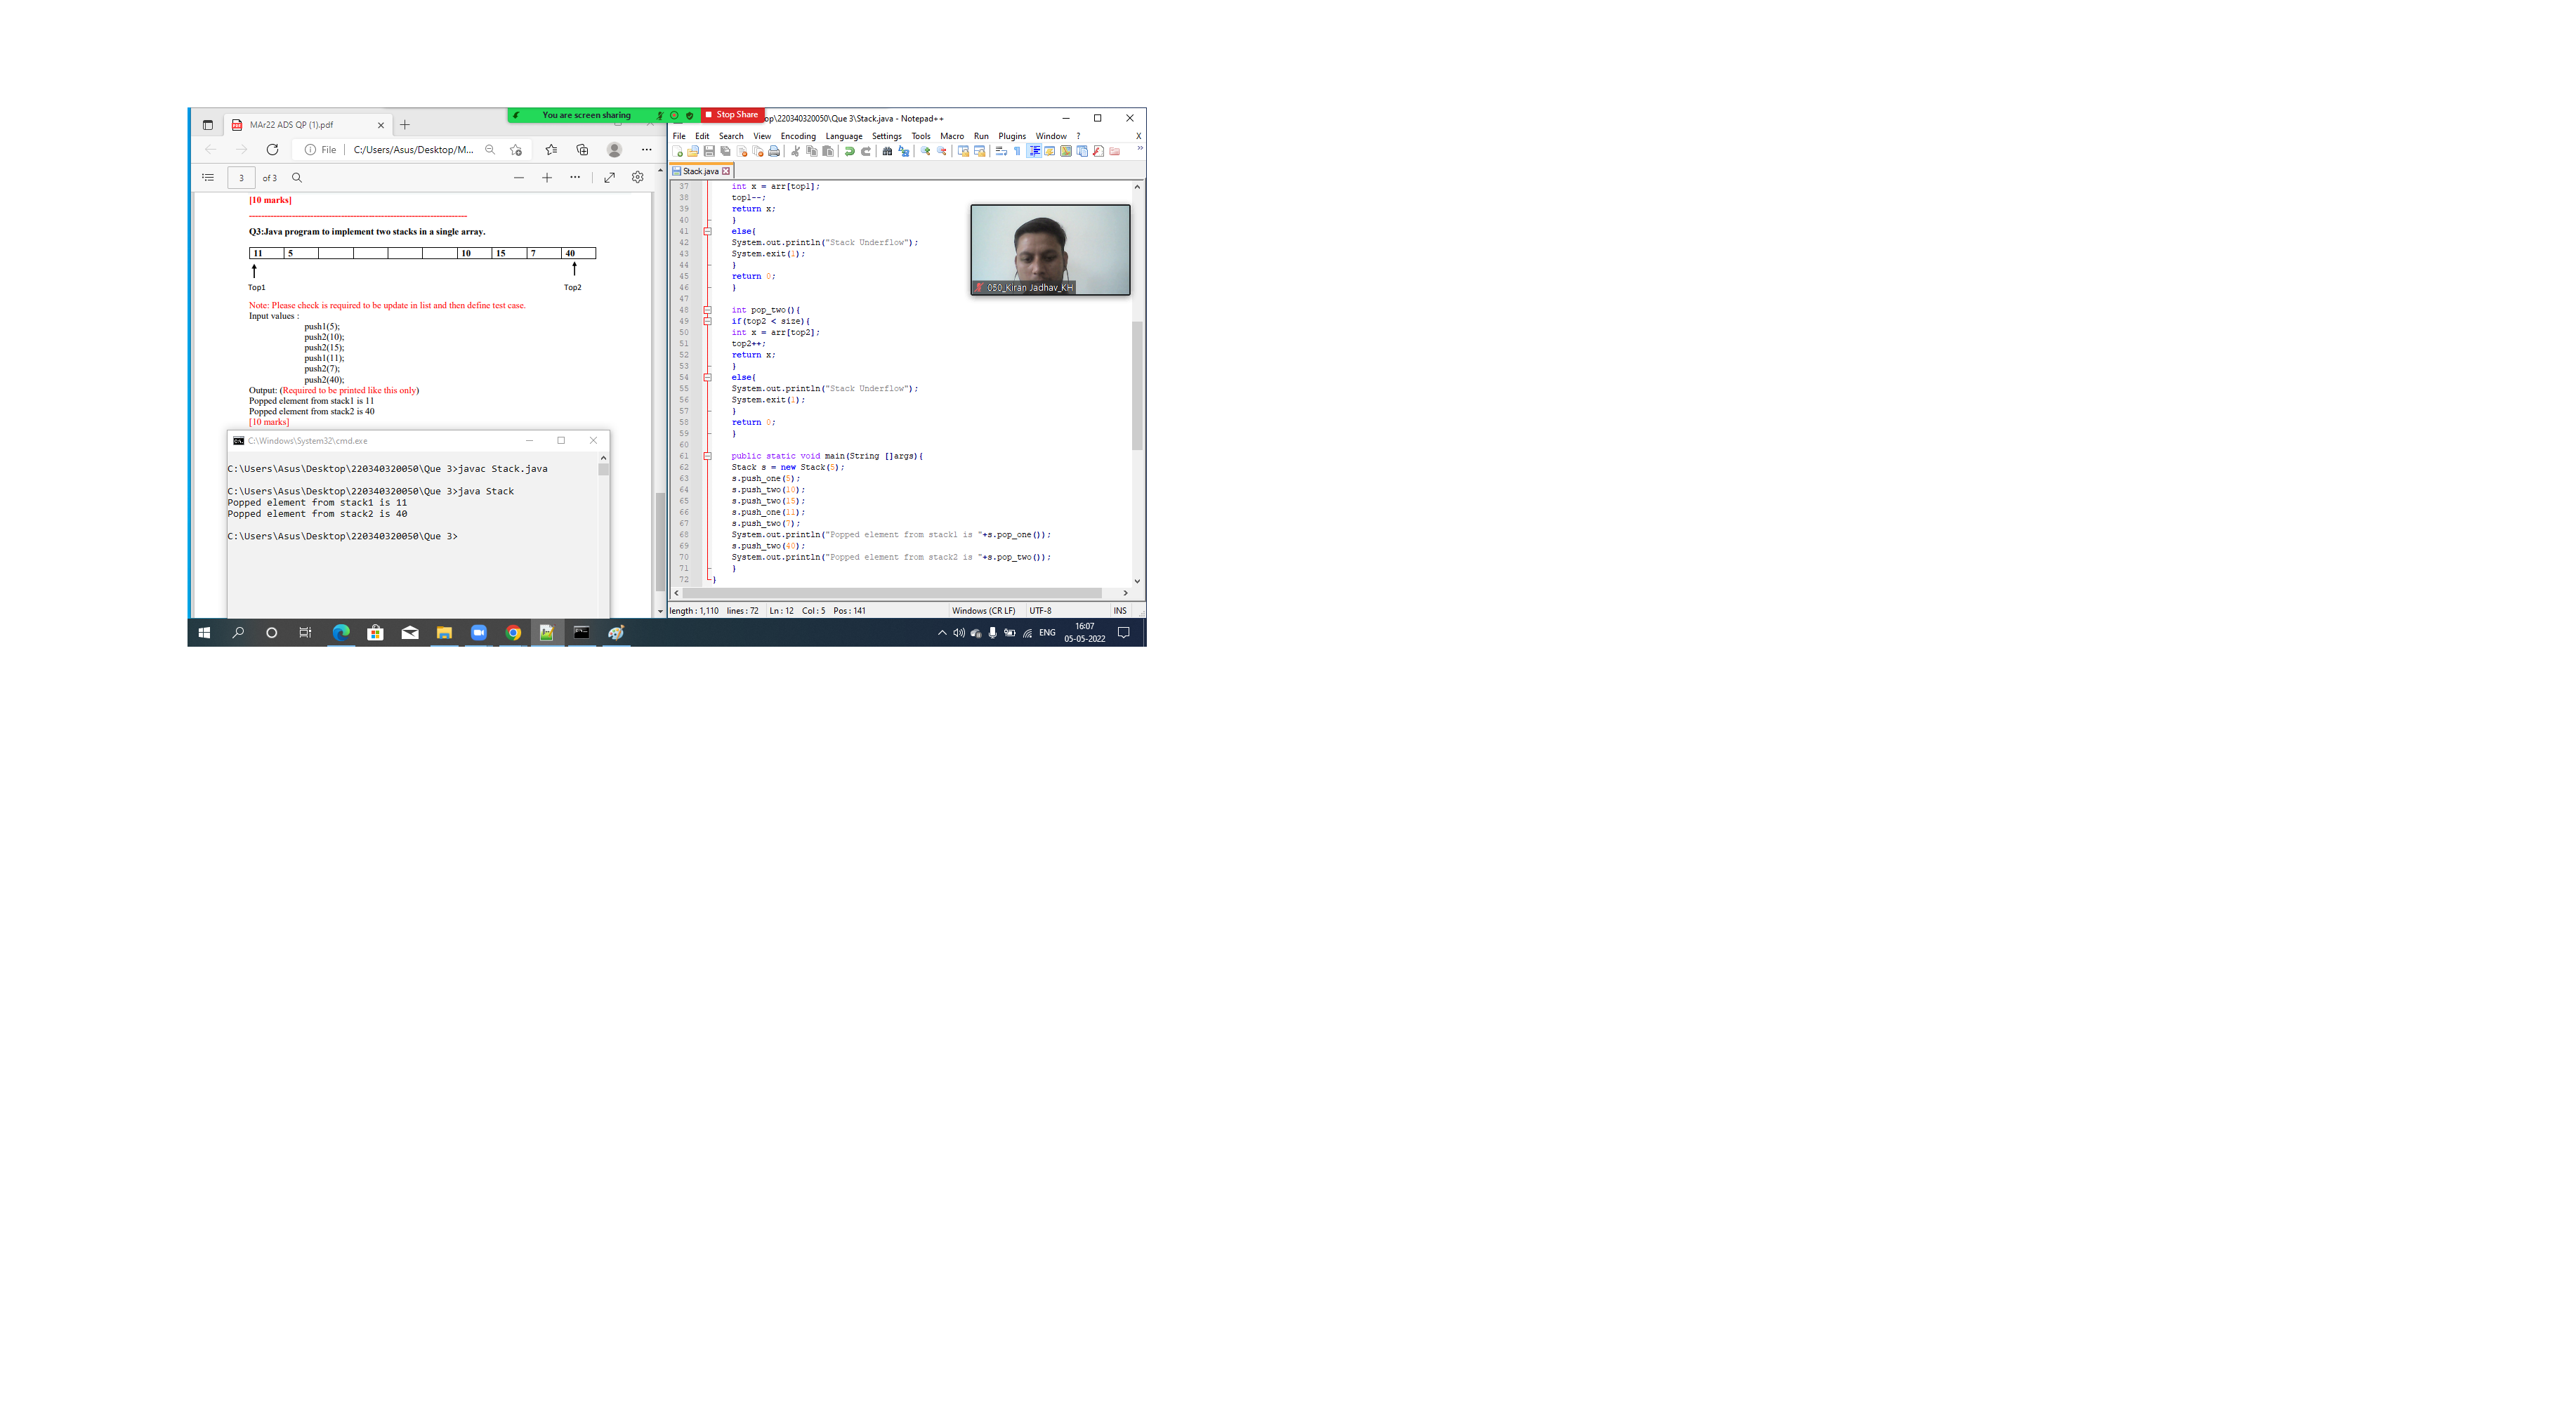 You are screen sharing
Stop Share
MAr22 ADS QP (1).pdf
File
C:/Users/Asus/Desktop/M...
3
of 3
[10 marks]
Q3:Java program to implement two stacks in a single array.
11 5 10 15 7 40
Top1 Top2
Note: Please check is required to be update in list and then define test case.
Input values :
push1(5);
push2(10);
push2(15);
push1(11);
push2(7);
push2(40);
Output: (Required to be printed like this only)
Popped element from stack1 is 11
Popped element from stack2 is 40
[10 marks]
C:\Windows\System32\cmd.exe
C:\Users\Asus\Desktop\220340320050\Que 3>javac Stack.java
C:\Users\Asus\Desktop\220340320050\Que 3>java Stack
Popped element from stack1 is 11
Popped element from stack2 is 40
C:\Users\Asus\Desktop\220340320050\Que 3>
op\220340320050\Que 3\Stack.java - Notepad++
File Edit Search View Encoding Language Settings Tools Macro Run Plugins Window ? X
Stack.java
37 int x = arr[top1];
38 top1--;
39 return x;
40 }
41 else{
42 System.out.println("Stack Underflow");
43 System.exit(1);
44 }
45 return 0;
46 }
47
48 int pop_two(){
49 if(top2 < size){
50 int x = arr[top2];
51 top2++;
52 return x;
53 }
54 else{
55 System.out.println("Stack Underflow");
56 System.exit(1);
57 }
58 return 0;
59 }
60
61 public static void main(String []args){
62 Stack s = new Stack(5);
63 s.push_one(5);
64 s.push_two(10);
65 s.push_two(15);
66 s.push_one(11);
67 s.push_two(7);
68 System.out.println("Popped element from stack1 is "+s.pop_one());
69 s.push_two(40);
70 System.out.println("Popped element from stack2 is "+s.pop_two());
71 }
72 }
050_Kiran Jadhav_KH
length : 1,110 lines : 72 Ln : 12 Col : 5 Pos : 141 Windows (CR LF) UTF-8 INS
ENG
16:07
05-05-2022